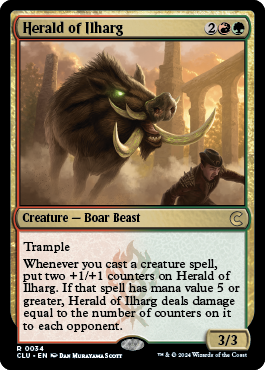 Herald of Ilharg 2
Creature — Boar Beast
Trample
Whenever you cast a creature spell,
put two +1/+1 counters on Herald of
Ilharg. If that spell has mana value 5 or
greater, Herald of Ilharg deals damage
equal to the number of counters on it
to each opponent.
3/3
R 0034
CLU • EN Dan Murayama Scott
™ & © 2024 Wizards of the Coast